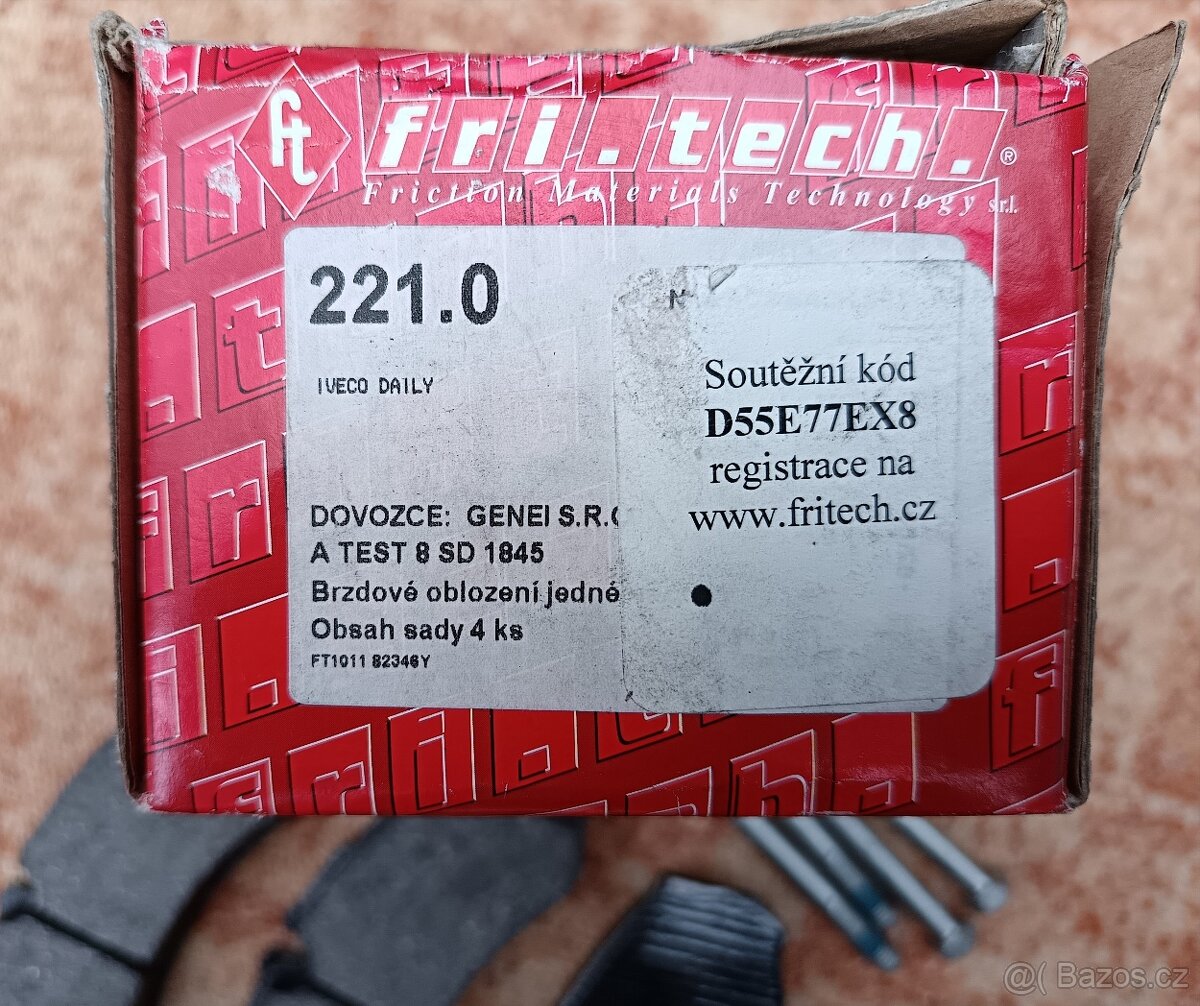 ft fri.tech.®
Friction Materials Technology s.r.l.
221.0
IVECO DAILY
DOVOZCE: GENEI S.R.
A TEST 8 SD 1845
Brzdové oblození jedné
Obsah sady 4 ks
FT1011 82346Y
Soutěžní kód
D55E77EX8
registrace na
www.fritech.cz
@( Bazos.cz